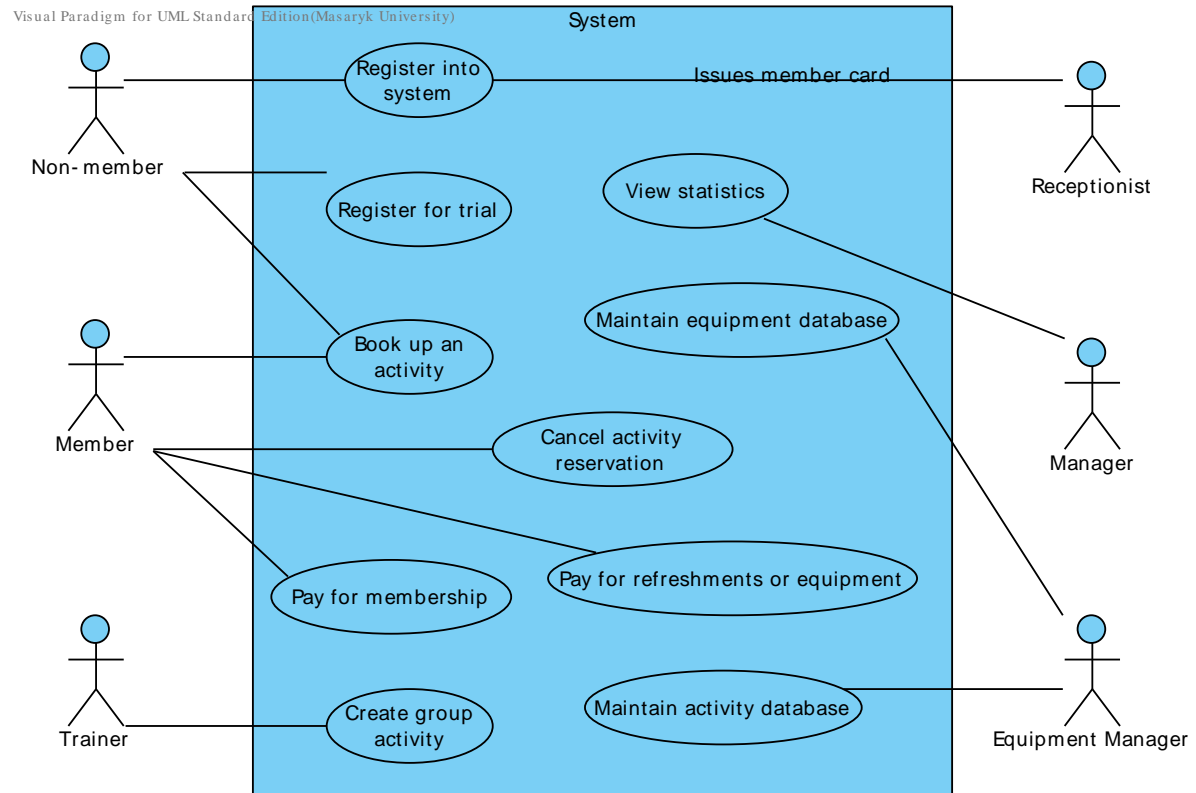 Visual Paradigm for UML Standard Edition(Masaryk University)
System
Register into
system
Issues member card
Non-member
Receptionist
View statistics
Register for trial
Maintain equipment database
Book up an
activity
Member
Cancel activity
reservation
Manager
Pay for refreshments or equipment
Pay for membership
Maintain activity database
Create group
activity
Trainer
Equipment Manager